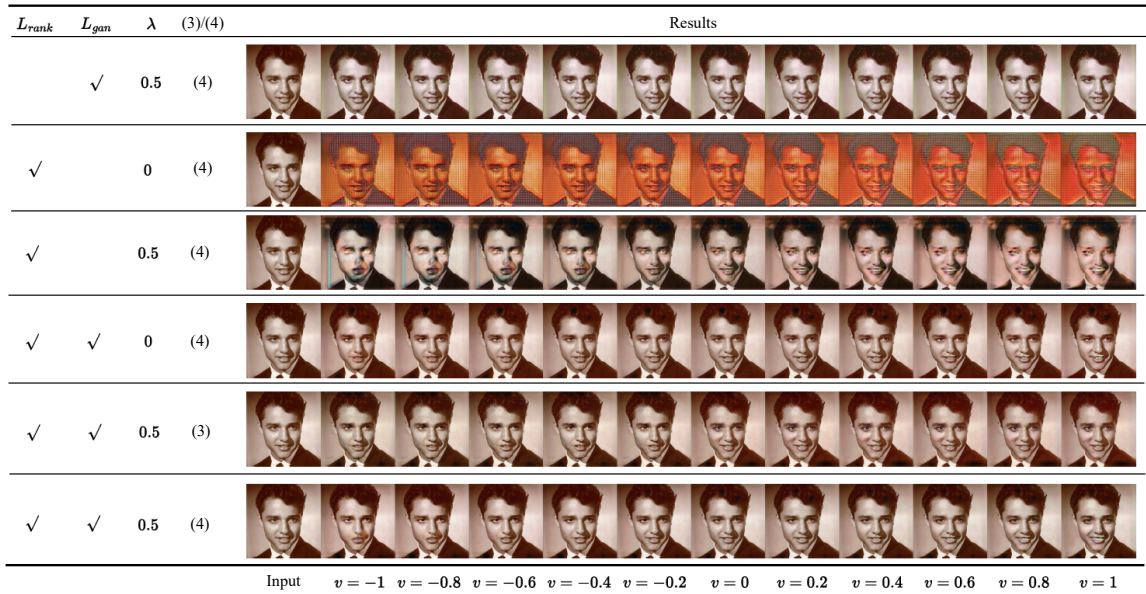 L_rank L_gan λ (3)/(4) Results
√ 0.5 (4)
√ 0 (4)
√ 0.5 (4)
√ √ 0 (4)
√ √ 0.5 (3)
√ √ 0.5 (4)
Input v = −1 v = −0.8 v = −0.6 v = −0.4 v = −0.2 v = 0 v = 0.2 v = 0.4 v = 0.6 v = 0.8 v = 1